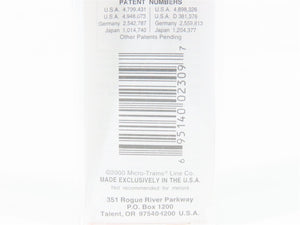 PATENT NUMBERS
U.S.A. 4,709,431 U.S.A. 4,898,326
U.S.A. 4,946,073 U.S.A. D 381,376
Germany 2,542,787 Germany 2,559,813
Japan 1,014,740 Japan 1,204,377
Other Patents Pending
6 95140 02309 7
©2000 Micro-Trains® Line Co.
MADE EXCLUSIVELY IN THE U.S.A.
Not recommended for minors
351 Rogue River Parkway
P.O. Box 1200
Talent, OR 97540-1200 U.S.A.